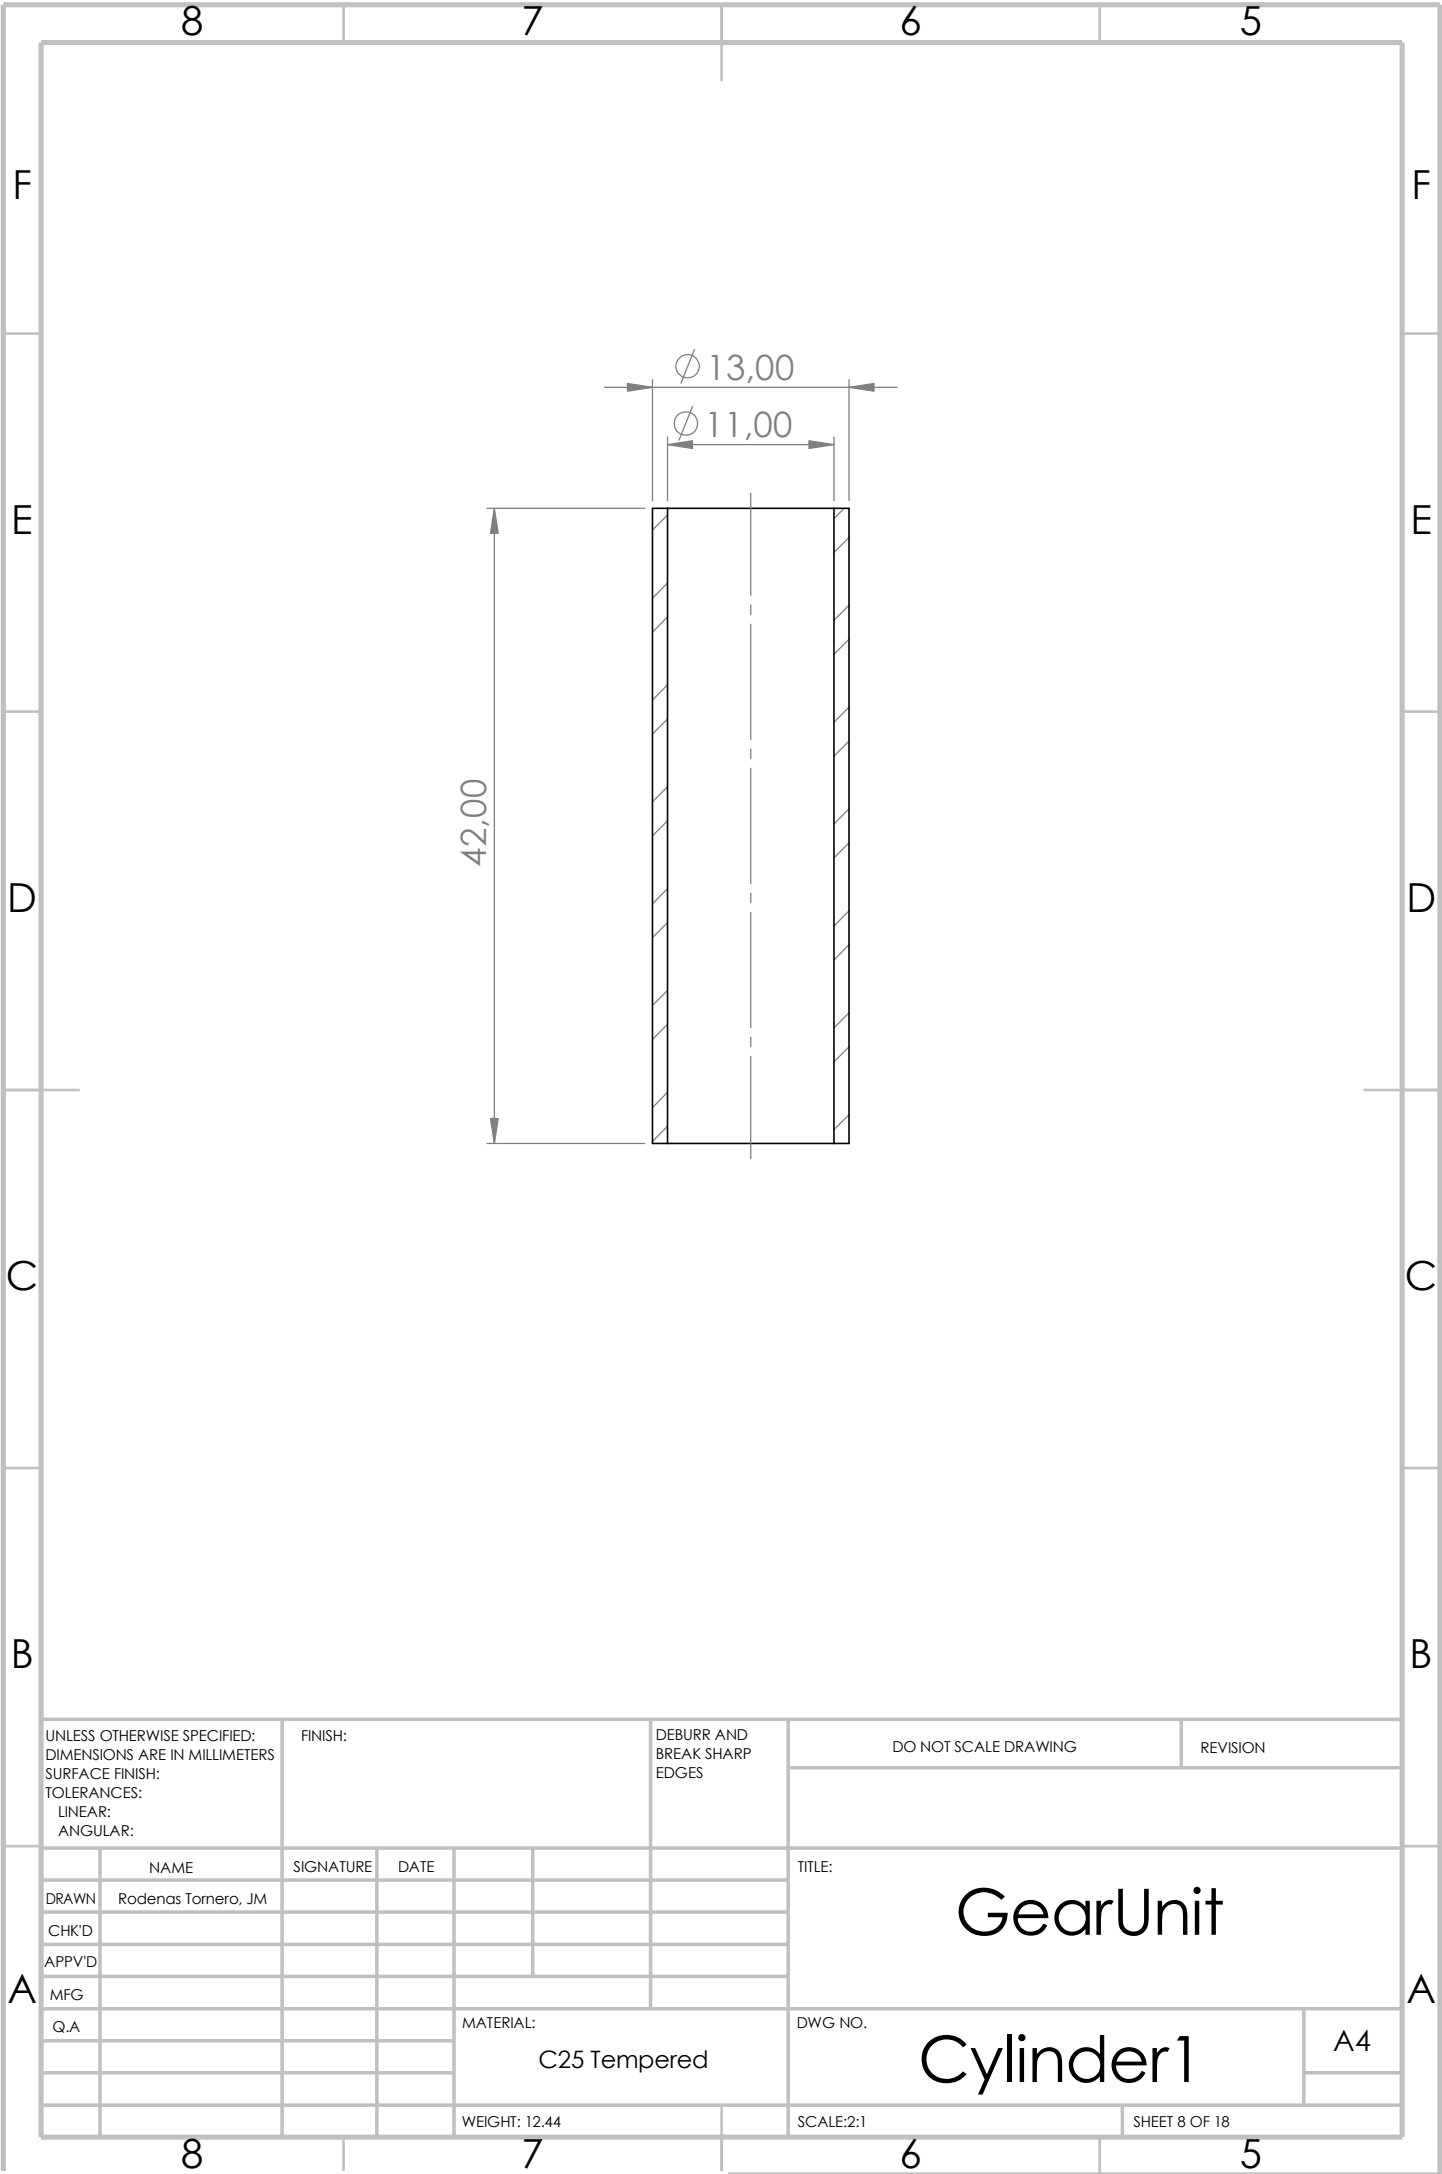 8 7 6 5
F F
⌀13,00
⌀11,00
E E
42,00
D D
C C
B B
UNLESS OTHERWISE SPECIFIED:
DIMENSIONS ARE IN MILLIMETERS
SURFACE FINISH:
TOLERANCES:
LINEAR:
ANGULAR:
FINISH:
DEBURR AND
BREAK SHARP
EDGES
DO NOT SCALE DRAWING
REVISION
NAME SIGNATURE DATE
DRAWN Rodenas Tornero, JM
CHK'D
APPV'D
MFG
Q.A
TITLE:
GearUnit
A A
MATERIAL:
C25 Tempered
DWG NO.
Cylinder1
A4
WEIGHT: 12.44
SCALE:2:1
SHEET 8 OF 18
8 7 6 5